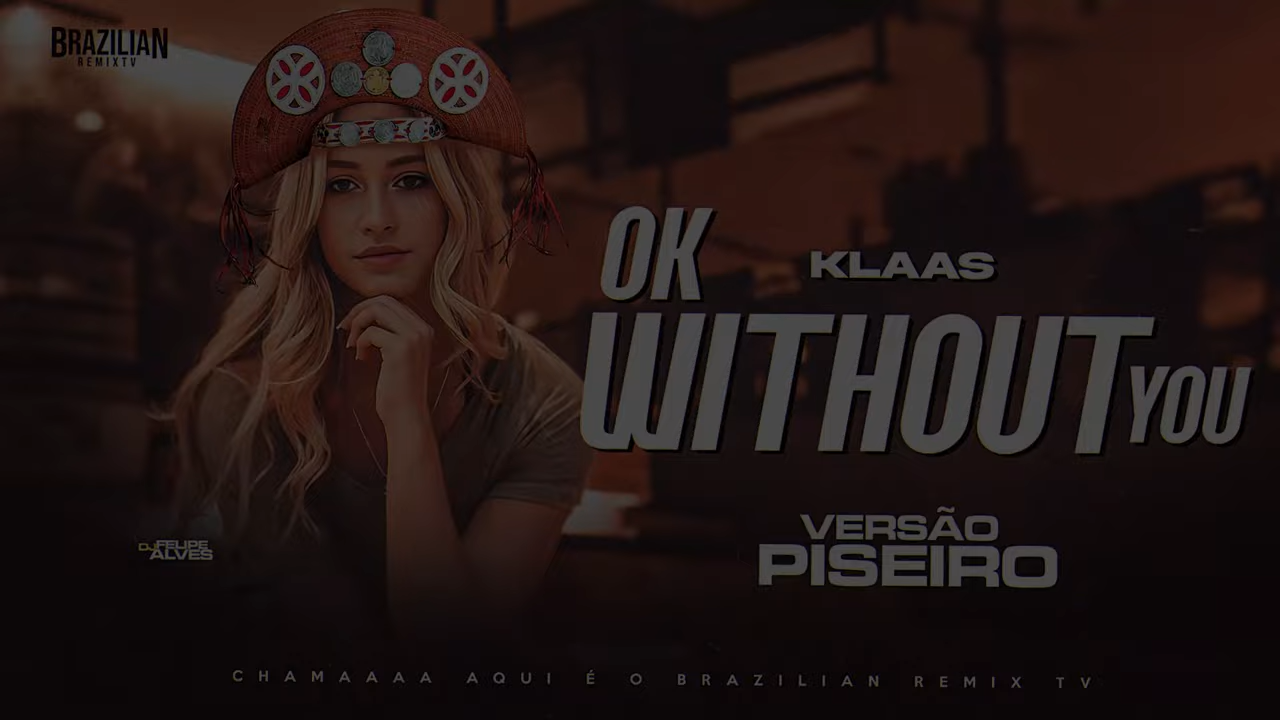 BRAZILIAN
REMIXTV
OK
KLAAS
WITHOUT YOU
VERSÃO
PISEIRO
DJ FELIPE
ALVES
CHAMAAAA AQUI É O BRAZILIAN REMIX TV